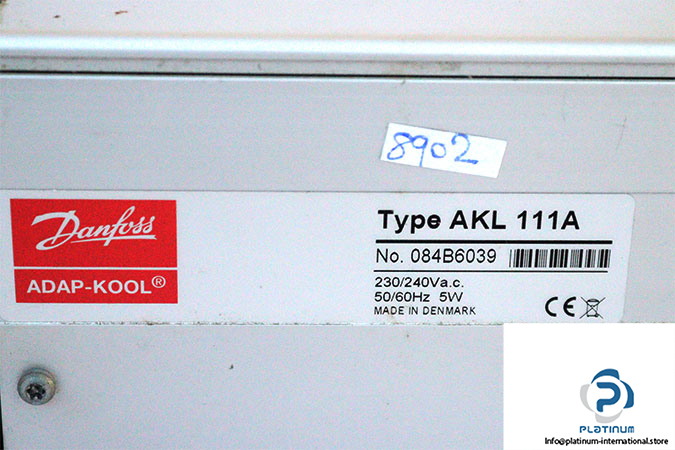 8902
Danfoss
ADAP-KOOL®
Type AKL 111A
No. 084B6039
230/240Va.c.
50/60Hz 5W
MADE IN DENMARK
CE
PLATINUM
Info@platinum-international.store